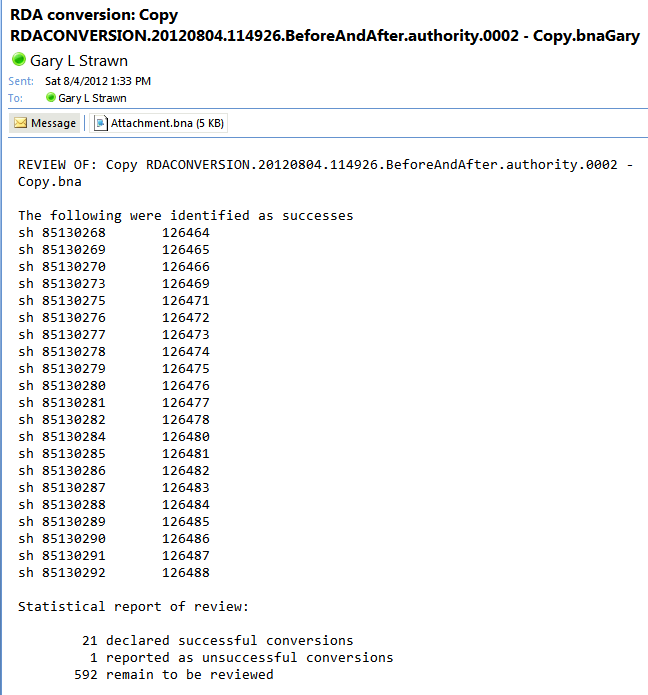 RDA conversion: Copy
RDACONVERSION.20120804.114926.BeforeAndAfter.authority.0002 - Copy.bnaGary
Gary L Strawn
Sent: Sat 8/4/2012 1:33 PM
To: Gary L Strawn
Message Attachment.bna (5 KB)
REVIEW OF: Copy RDACONVERSION.20120804.114926.BeforeAndAfter.authority.0002 -
Copy.bna
The following were identified as successes
sh 85130268 126464
sh 85130269 126465
sh 85130270 126466
sh 85130273 126469
sh 85130275 126471
sh 85130276 126472
sh 85130277 126473
sh 85130278 126474
sh 85130279 126475
sh 85130280 126476
sh 85130281 126477
sh 85130282 126478
sh 85130284 126480
sh 85130285 126481
sh 85130286 126482
sh 85130287 126483
sh 85130288 126484
sh 85130289 126485
sh 85130290 126486
sh 85130291 126487
sh 85130292 126488
Statistical report of review:
21 declared successful conversions
1 reported as unsuccessful conversions
592 remain to be reviewed